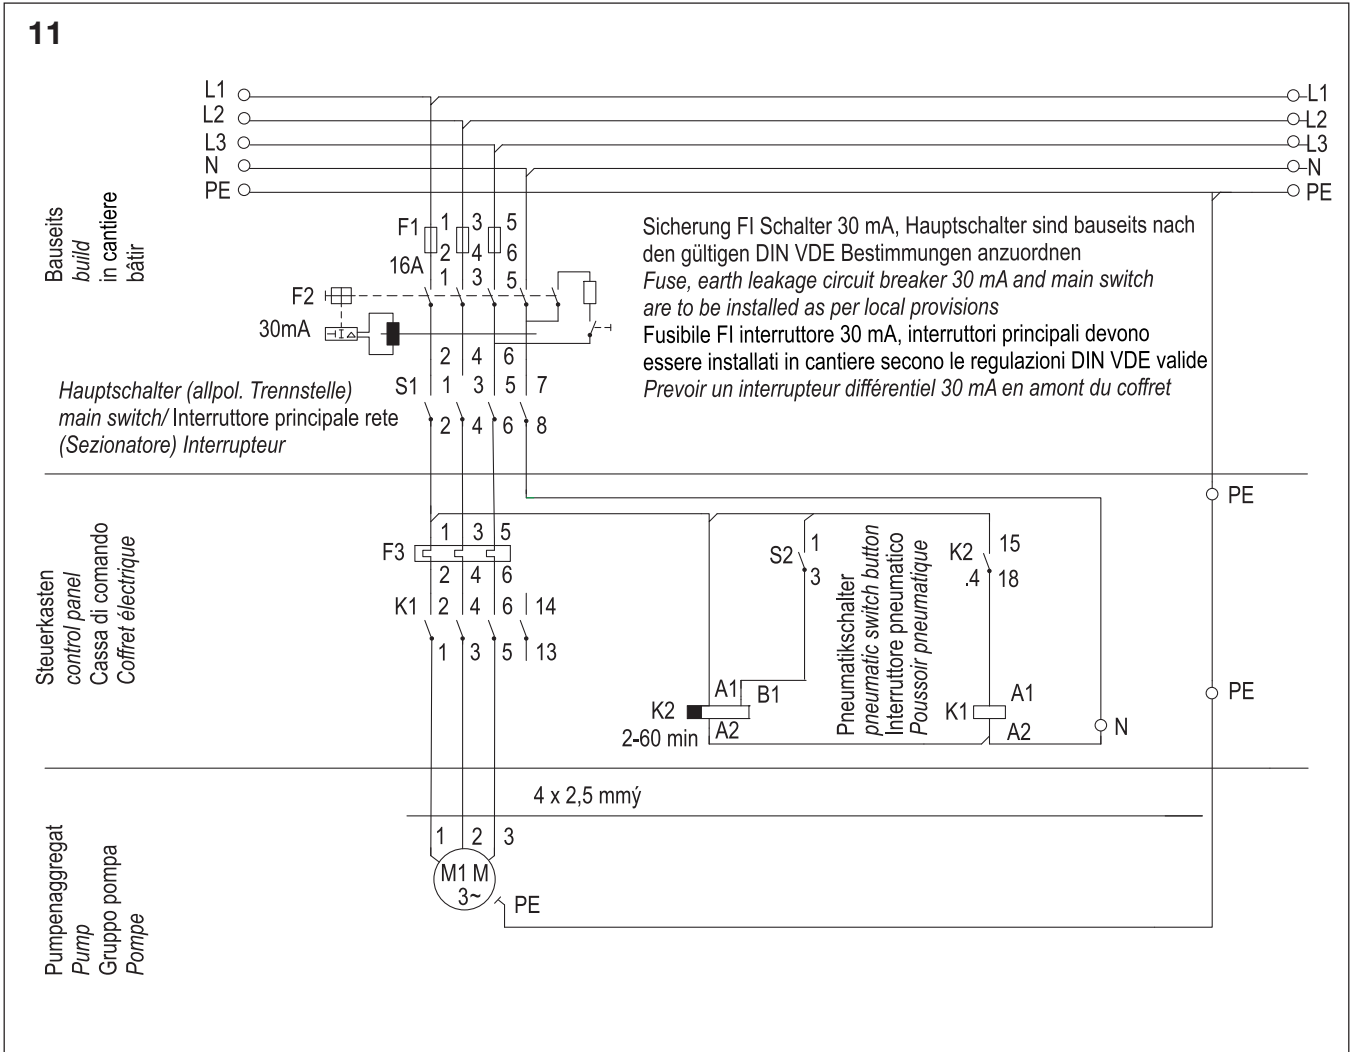 11
L1 L1
L2 L2
L3 L3
N N
PE PE
Bauseits
build
in cantiere
bâtir
F1 1 3 5
2 4 6
16A
1 3 5
F2
30mA
2 4 6
Sicherung FI Schalter 30 mA, Hauptschalter sind bauseits nach
den gültigen DIN VDE Bestimmungen anzuordnen
Fuse, earth leakage circuit breaker 30 mA and main switch
are to be installed as per local provisions
Fusibile FI interruttore 30 mA, interruttori principali devono
essere installati in cantiere secono le regulazioni DIN VDE valide
Prevoir un interrupteur différentiel 30 mA en amont du coffret
Hauptschalter (allpol. Trennstelle)
main switch/ Interruttore principale rete
(Sezionatore) Interrupteur
S1 1 3 5 7
2 4 6 8
PE
Steuerkasten
control panel
Cassa di comando
Coffret électrique
F3 1 3 5
2 4 6
K1 2 4 6 14
1 3 5 13
S2 1
3
Pneumatikschalter
pneumatic switch button
Interruttore pneumatico
Poussoir pneumatique
K2 15
.4 18
K2 A1 B1
A2
2-60 min
K1 A1
A2
N
PE
4 x 2,5 mmý
Pumpenaggregat
Pump
Gruppo pompa
Pompe
1 2 3
M1 M
3~
PE